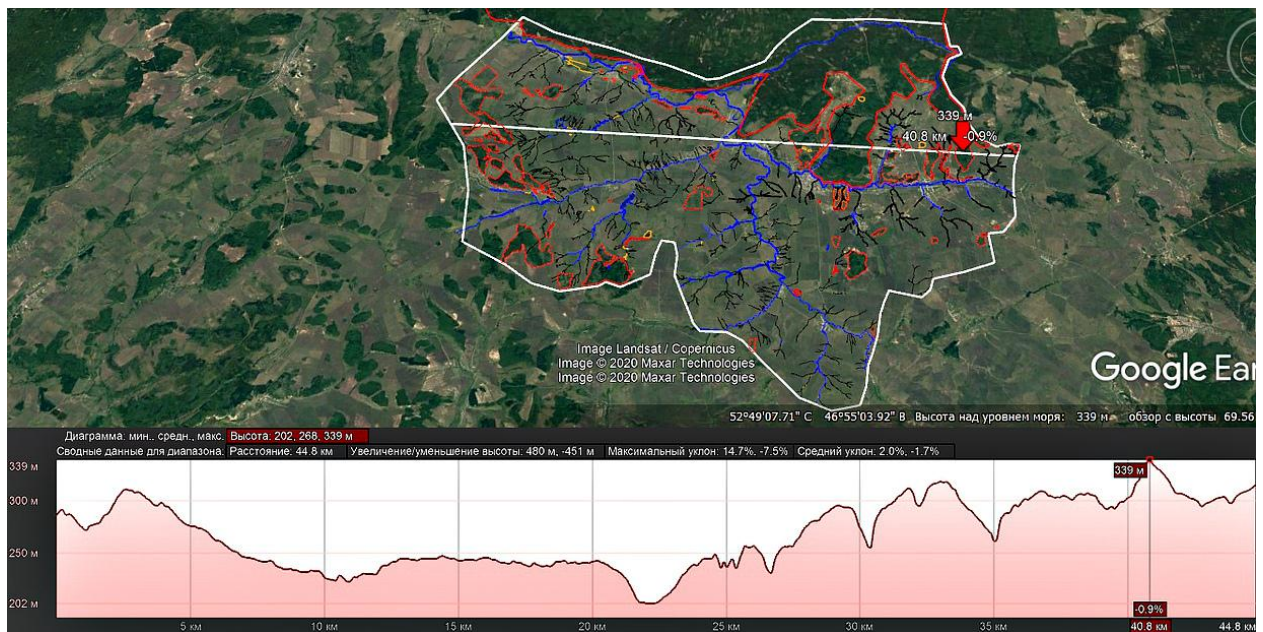 339 м
40.8 км -0.9%
Image Landsat / Copernicus
Image © 2020 Maxar Technologies
Image © 2020 Maxar Technologies
Google Ear
52°49'07.71" С 46°55'03.92" В Высота над уровнем моря: 339 м обзор с высоты 69.56
Диаграмма: мин., средн., макс. Высота: 202, 268, 339 м
Сводные данные для диапазона: Расстояние: 44.8 км Увеличение/уменьшение высоты: 480 м, -451 м Максимальный уклон: 14.7%, -7.5% Средний уклон: 2.0%, -1.7%
339 м
339 м
300 м
250 м
202 м
-0.9%
5 км 10 км 15 км 20 км 25 км 30 км 35 км 40.8 км 44.8 км